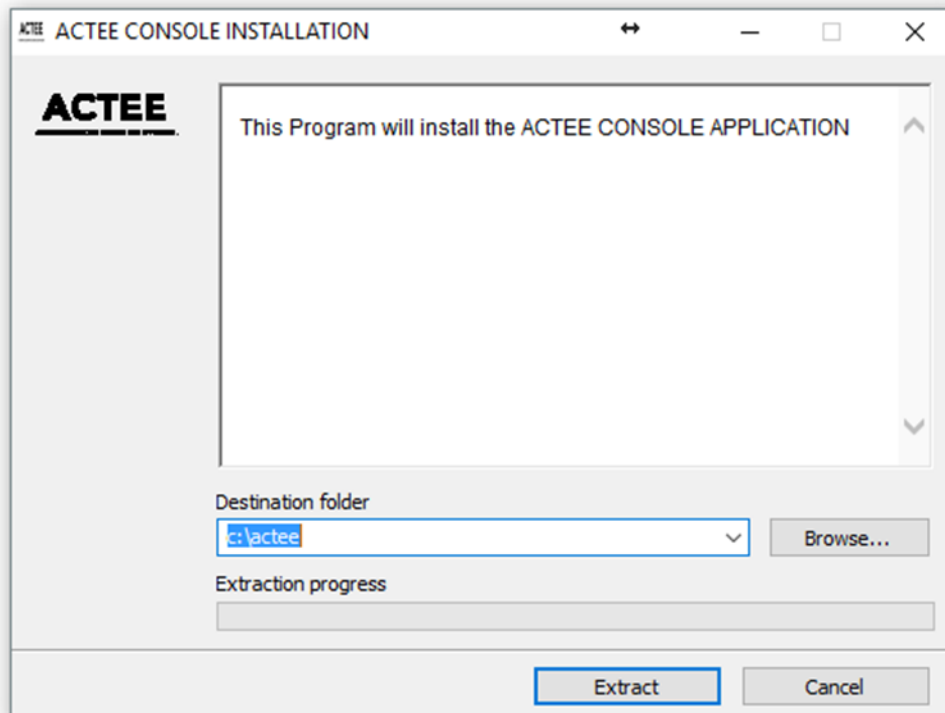 ACTEE ACTEE CONSOLE INSTALLATION
ACTEE
This Program will install the ACTEE CONSOLE APPLICATION
Destination folder
c:\actee
Browse...
Extraction progress
Extract
Cancel